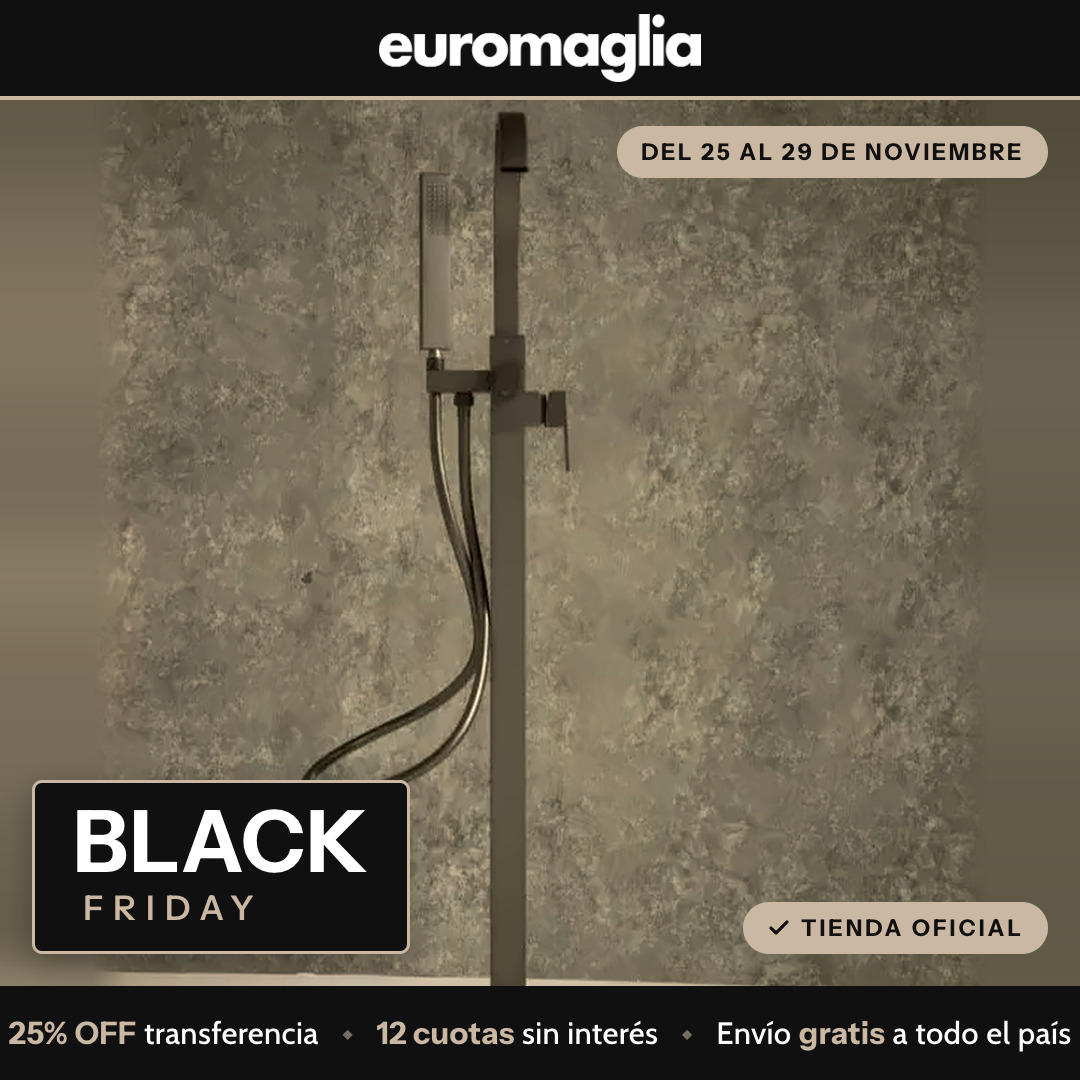 euromaglia
DEL 25 AL 29 DE NOVIEMBRE
BLACK
FRIDAY
✓ TIENDA OFICIAL
25% OFF transferencia ◆ 12 cuotas sin interés ◆ Envío gratis a todo el país